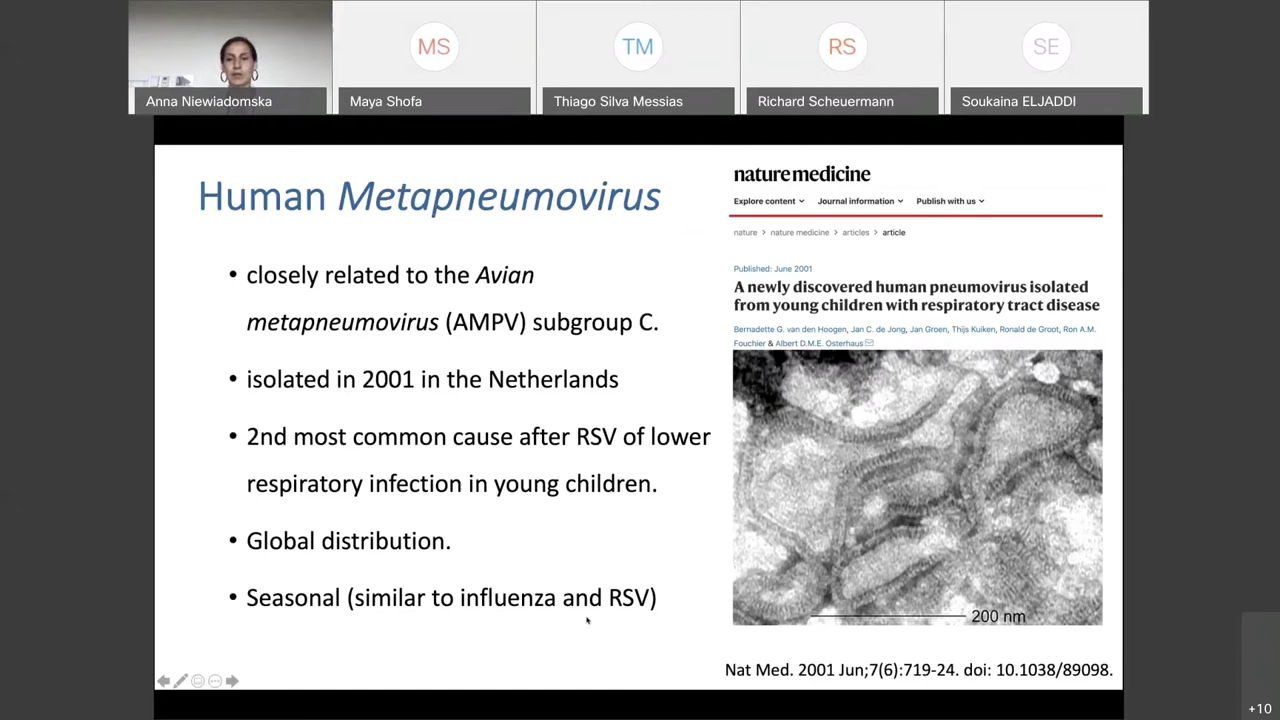 MS
TM
RS
SE
Anna Niewiadomska
Maya Shofa
Thiago Silva Messias
Richard Scheuermann
Soukaina ELJADDI
Human Metapneumovirus
• closely related to the Avian
metapneumovirus (AMPV) subgroup C.
• isolated in 2001 in the Netherlands
• 2nd most common cause after RSV of lower
respiratory infection in young children.
• Global distribution.
• Seasonal (similar to influenza and RSV)
nature medicine
Explore content Journal information Publish with us
nature > nature medicine > articles > article
Published: June 2001
A newly discovered human pneumovirus isolated
from young children with respiratory tract disease
Bernadette G. van den Hoogen, Jan C. de Jong, Jan Groen, Thijs Kuiken, Ronald de Groot, Ron A.M.
Fouchier & Albert D.M.E. Osterhaus
200 nm
Nat Med. 2001 Jun;7(6):719-24. doi: 10.1038/89098.
+10